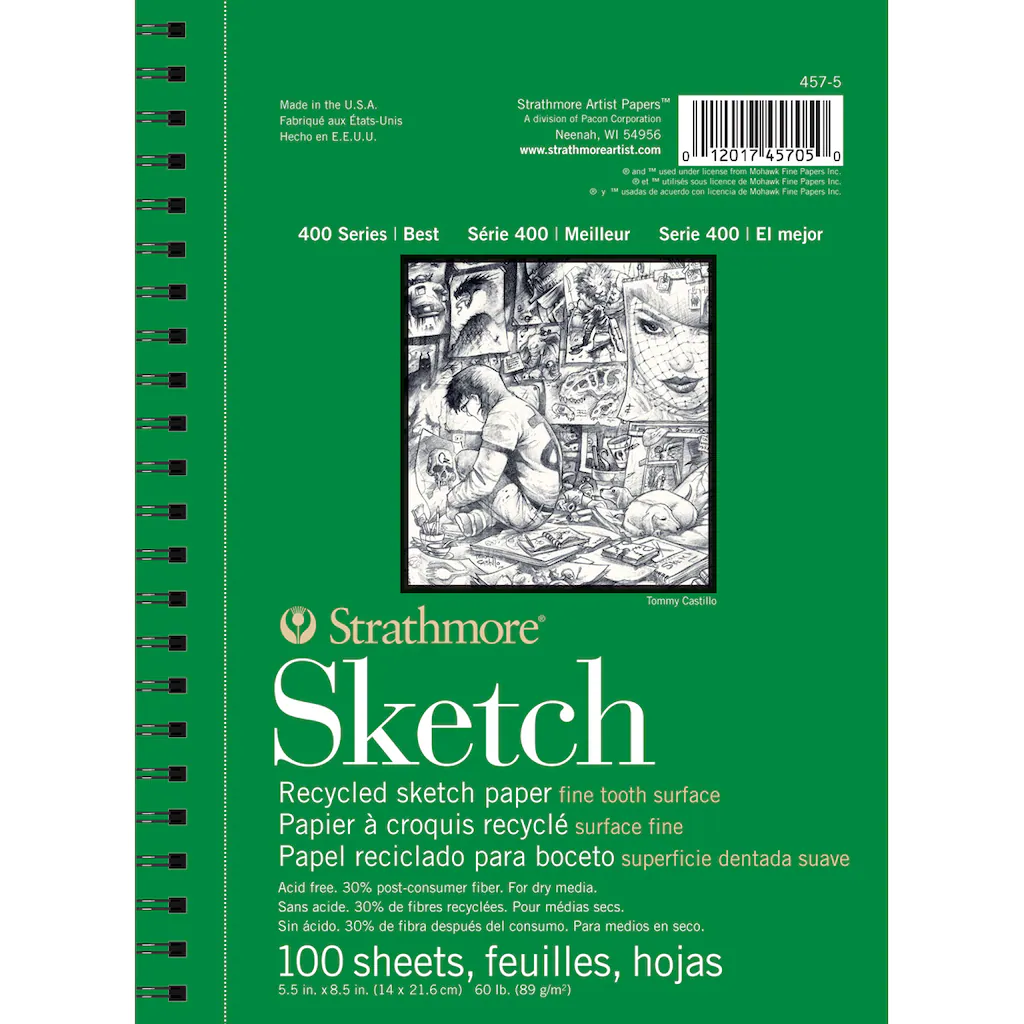 457-5
Made in the U.S.A.
Fabriqué aux États-Unis
Hecho en E.E.U.U.
Strathmore Artist Papers™
A division of Pacon Corporation
Neenah, WI 54956
www.strathmoreartist.com
0 12017 45705 0
® and ™ used under license from Mohawk Fine Papers Inc.
® et ™ utilisés sous licence de Mohawk Fine Papers Inc.
® y ™ usadas de acuerdo con licencia de Mohawk Fine Papers Inc.
400 Series | Best Série 400 | Meilleur Serie 400 | El mejor
Castillo
Tommy Castillo
Strathmore®
Sketch
Recycled sketch paper fine tooth surface
Papier à croquis recyclé surface fine
Papel reciclado para boceto superficie dentada suave
Acid free. 30% post-consumer fiber. For dry media.
Sans acide. 30% de fibres recyclées. Pour médias secs.
Sin ácido. 30% de fibra después del consumo. Para medios en seco.
100 sheets, feuilles, hojas
5.5 in. x 8.5 in. (14 x 21.6 cm) 60 lb. (89 g/m²)